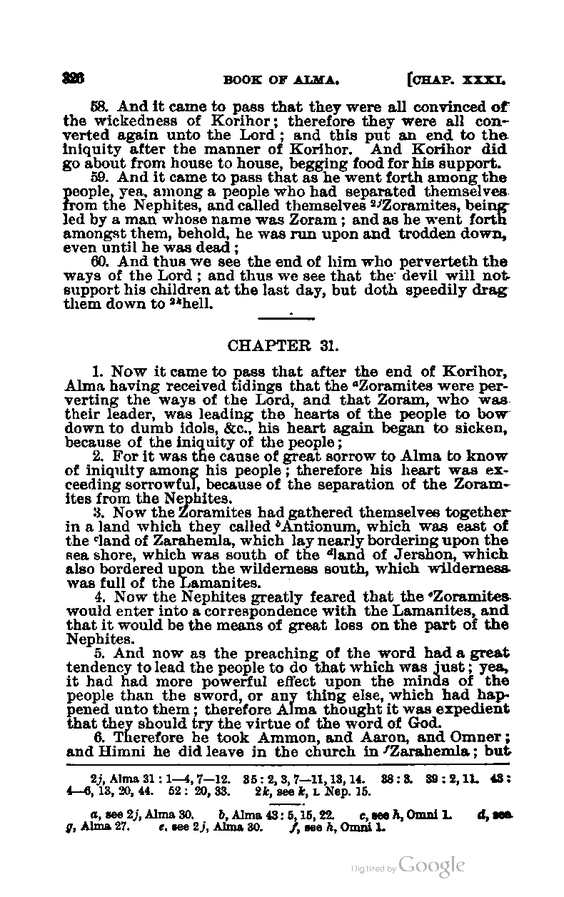 326 BOOK OF ALMA. [CHAP. XXXI.
58. And it came to pass that they were all convinced of
the wickedness of Korihor; therefore they were all con-
verted again unto the Lord; and this put an end to the
iniquity after the manner of Korihor. And Korihor did
go about from house to house, begging food for his support.
59. And it came to pass that as he went forth among the
people, yea, among a people who had separated themselves
from the Nephites, and called themselves 2jZoramites, being
led by a man whose name was Zoram; and as he went forth
amongst them, behold, he was run upon and trodden down,
even until he was dead;
60. And thus we see the end of him who perverteth the
ways of the Lord; and thus we see that the devil will not
support his children at the last day, but doth speedily drag
them down to 2khell.
CHAPTER 31.
1. Now it came to pass that after the end of Korihor,
Alma having received tidings that the aZoramites were per-
verting the ways of the Lord, and that Zoram, who was
their leader, was leading the hearts of the people to bow
down to dumb idols, &c., his heart again began to sicken,
because of the iniquity of the people;
2. For it was the cause of great sorrow to Alma to know
of iniquity among his people; therefore his heart was ex-
ceeding sorrowful, because of the separation of the Zoram-
ites from the Nephites.
3. Now the Zoramites had gathered themselves together
in a land which they called bAntionum, which was east of
the cland of Zarahemla, which lay nearly bordering upon the
sea shore, which was south of the dland of Jershon, which
also bordered upon the wilderness south, which wilderness
was full of the Lamanites.
4. Now the Nephites greatly feared that the eZoramites
would enter into a correspondence with the Lamanites, and
that it would be the means of great loss on the part of the
Nephites.
5. And now as the preaching of the word had a great
tendency to lead the people to do that which was just; yea,
it had had more powerful effect upon the minds of the
people than the sword, or any thing else, which had hap-
pened unto them; therefore Alma thought it was expedient
that they should try the virtue of the word of God.
6. Therefore he took Ammon, and Aaron, and Omner;
and Himni he did leave in the church in fZarahemla; but
2j, Alma 31: 1—4, 7—12. 35: 2, 3, 7—11, 13, 14. 38: 3. 39: 2, 11. 43:
4—6, 13, 20, 44. 52: 20, 33. 2k, see k, I. Nep. 15.
a, see 2j, Alma 30. b, Alma 43: 5, 15, 22. c, see h, Omni 1. d, see
g, Alma 27. e, see 2j, Alma 30. f, see h, Omni 1.
Digitized by Google